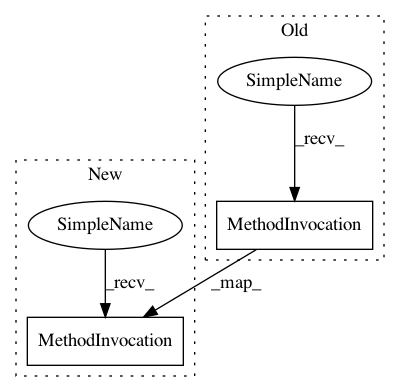 Old
SimpleName
_recv_
New
MethodInvocation
SimpleName
_recv_
_map_
MethodInvocation